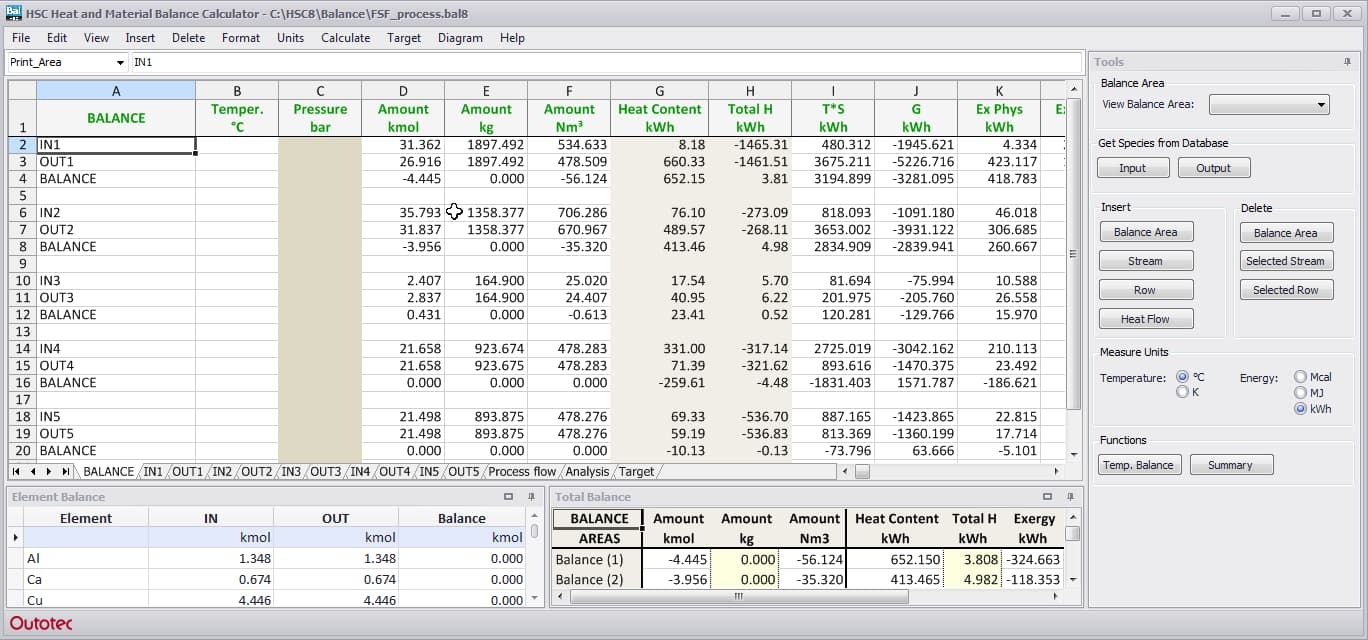 Bal HSC Heat and Material Balance Calculator - C:\HSC8\Balance\FSF_process.bal8
File Edit View Insert Delete Format Units Calculate Target Diagram Help
Print_Area IN1
A B C D E F G H I J K
1 BALANCE Temper. °C Pressure bar Amount kmol Amount kg Amount Nm³ Heat Content kWh Total H kWh T*S kWh G kWh Ex Phys kWh
2 IN1 31.362 1897.492 534.633 8.18 -1465.31 480.312 -1945.621 4.334
3 OUT1 26.916 1897.492 478.509 660.33 -1461.51 3675.211 -5226.716 423.117
4 BALANCE -4.445 0.000 -56.124 652.15 3.81 3194.899 -3281.095 418.783
5
6 IN2 35.793 1358.377 706.286 76.10 -273.09 818.093 -1091.180 46.018
7 OUT2 31.837 1358.377 670.967 489.57 -268.11 3653.002 -3931.122 306.685
8 BALANCE -3.956 0.000 -35.320 413.46 4.98 2834.909 -2839.941 260.667
9
10 IN3 2.407 164.900 25.020 17.54 5.70 81.694 -75.994 10.588
11 OUT3 2.837 164.900 24.407 40.95 6.22 201.975 -205.760 26.558
12 BALANCE 0.431 0.000 -0.613 23.41 0.52 120.281 -129.766 15.970
13
14 IN4 21.658 923.674 478.283 331.00 -317.14 2725.019 -3042.162 210.113
15 OUT4 21.658 923.675 478.283 71.39 -321.62 893.616 -1470.375 23.492
16 BALANCE 0.000 0.000 0.000 -259.61 -4.48 -1831.403 1571.787 -186.621
17
18 IN5 21.498 893.875 478.276 69.33 -536.70 887.165 -1423.865 22.815
19 OUT5 21.498 893.875 478.276 59.19 -536.83 813.369 -1360.199 17.714
20 BALANCE 0.000 0.000 0.000 -10.13 -0.13 -73.796 63.666 -5.101
BALANCE IN1 OUT1 IN2 OUT2 IN3 OUT3 IN4 OUT4 IN5 OUT5 Process flow Analysis Target
Tools
Balance Area
View Balance Area:
Get Species from Database
Input Output
Insert Delete
Balance Area Balance Area
Stream Selected Stream
Row Selected Row
Heat Flow
Measure Units
Temperature: °C Energy: Mcal
K MJ
kWh
Functions
Temp. Balance Summary
Element Balance
Element IN OUT Balance
kmol kmol kmol
Al 1.348 1.348 0.000
Ca 0.674 0.674 0.000
Cu 4.446 4.446 0.000
Total Balance
BALANCE Amount Amount Amount Heat Content Total H Exergy
AREAS kmol kg Nm3 kWh kWh kWh
Balance (1) -4.445 0.000 -56.124 652.150 3.808 -324.663
Balance (2) -3.956 0.000 -35.320 413.465 4.982 -118.353
Outotec